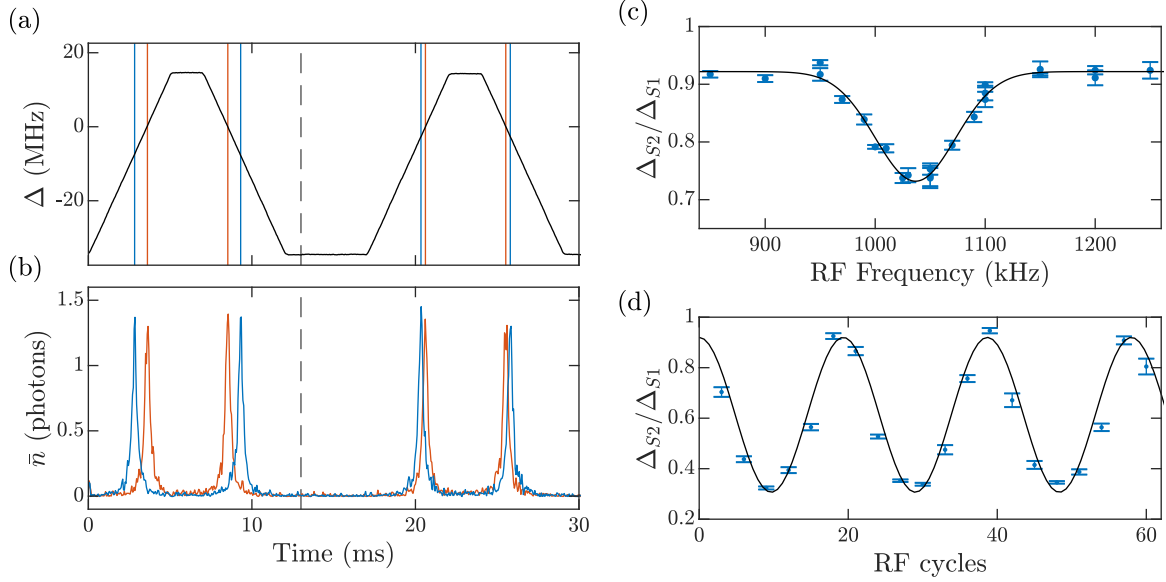 (a)
20
0
-20
Δ (MHz)
(b)
1.5
1
0.5
0
n̄ (photons)
0
10
20
30
Time (ms)
(c)
1
0.9
0.8
0.7
Δ_{S2}/Δ_{S1}
900
1000
1100
1200
RF Frequency (kHz)
(d)
1
0.8
0.6
0.4
0.2
Δ_{S2}/Δ_{S1}
0
20
40
60
RF cycles